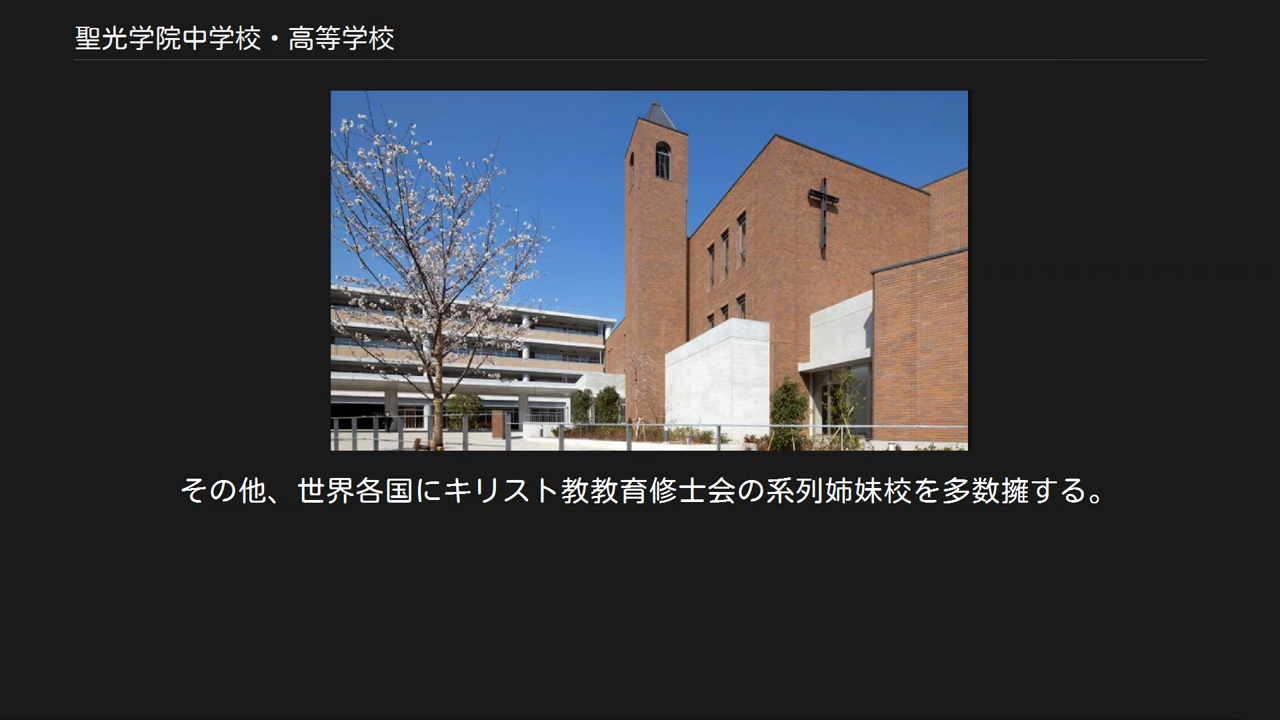 聖光学院中学校・高等学校
その他、世界各国にキリスト教教育修士会の系列姉妹校を多数擁する。